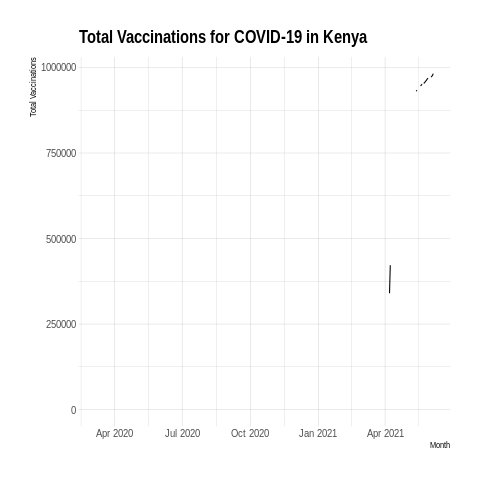 Total Vaccinations for COVID-19 in Kenya
Total Vaccinations
1000000
750000
500000
250000
0
Apr 2020 Jul 2020 Oct 2020 Jan 2021 Apr 2021
Month